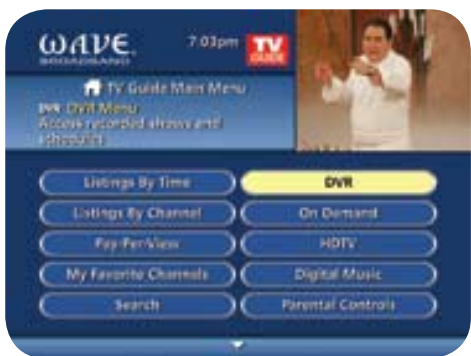 WAVE
BROADBAND
7:03pm
TV
GUIDE
TV Guide Main Menu
DVR: DVR Menu
Access recorded shows and
schedules
Listings By Time
DVR
Listings By Channel
On Demand
Pay-Per-View
HDTV
My Favorite Channels
Digital Music
Search
Parental Controls